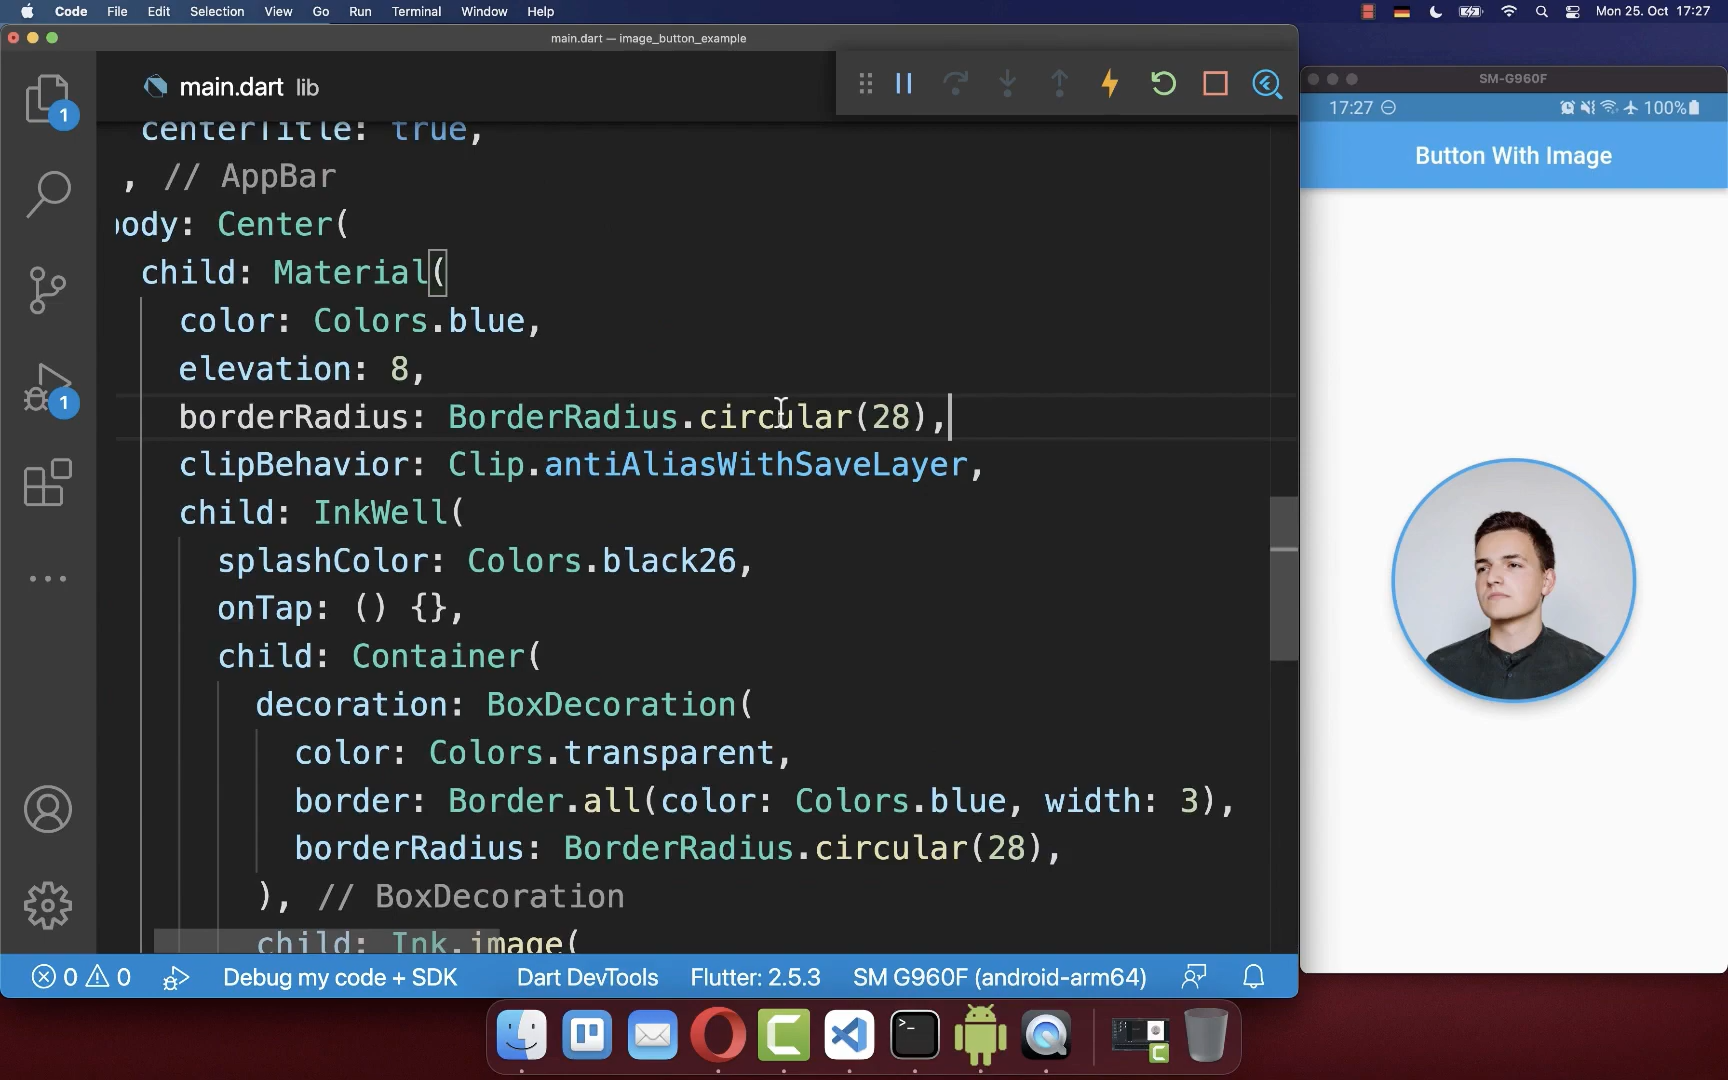 Code File Edit Selection View Go Run Terminal Window Help
Mon 25. Oct 17:27
main.dart — image_button_example
main.dart lib
1
1
centerTitle: true,
, // AppBar
body: Center(
child: Material(
color: Colors.blue,
elevation: 8,
borderRadius: BorderRadius.circular(28),
clipBehavior: Clip.antiAliasWithSaveLayer,
child: InkWell(
splashColor: Colors.black26,
onTap: () {},
child: Container(
decoration: BoxDecoration(
color: Colors.transparent,
border: Border.all(color: Colors.blue, width: 3),
borderRadius: BorderRadius.circular(28),
), // BoxDecoration
child: Ink.image(
0 0 Debug my code + SDK Dart DevTools Flutter: 2.5.3 SM G960F (android-arm64)
SM-G960F
17:27 100%
Button With Image